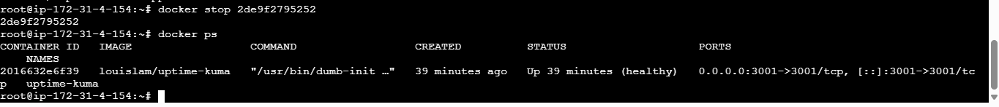 root@ip-172-31-4-154:~# docker stop 2de9f2795252
2de9f2795252
root@ip-172-31-4-154:~# docker ps
CONTAINER ID   IMAGE                  COMMAND                  CREATED          STATUS                    PORTS
    NAMES
2016632e6f39   louislam/uptime-kuma   "/usr/bin/dumb-init …"   39 minutes ago   Up 39 minutes (healthy)   0.0.0.0:3001->3001/tcp, [::]:3001->3001/tc
p   uptime-kuma
root@ip-172-31-4-154:~#